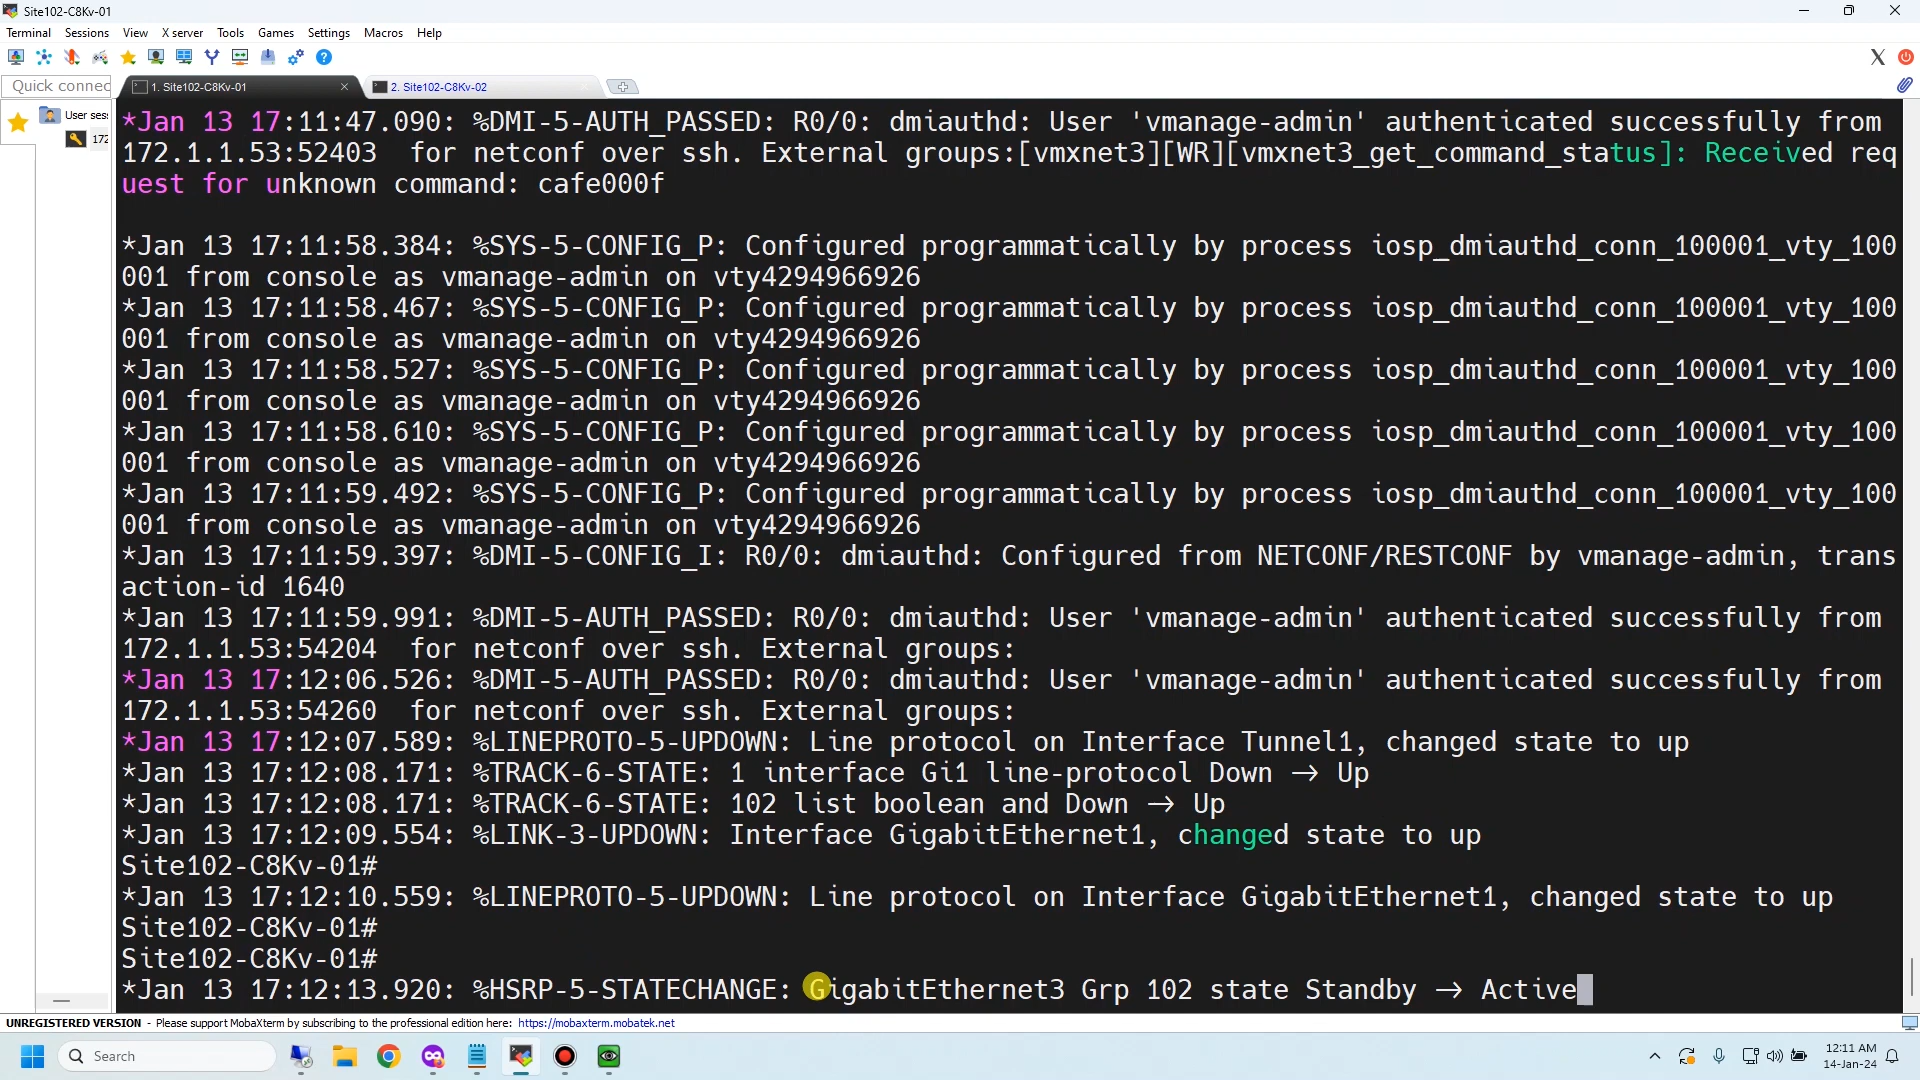 Site102-C8Kv-01
Terminal Sessions View X server Tools Games Settings Macros Help
Quick connec
1. Site102-C8Kv-01
2. Site102-C8Kv-02
User ses
172
*Jan 13 17:11:47.090: %DMI-5-AUTH_PASSED: R0/0: dmiauthd: User 'vmanage-admin' authenticated successfully from
172.1.1.53:52403  for netconf over ssh. External groups:[vmxnet3][WR][vmxnet3_get_command_status]: Received req
uest for unknown command: cafe000f
*Jan 13 17:11:58.384: %SYS-5-CONFIG_P: Configured programmatically by process iosp_dmiauthd_conn_100001_vty_100
001 from console as vmanage-admin on vty4294966926
*Jan 13 17:11:58.467: %SYS-5-CONFIG_P: Configured programmatically by process iosp_dmiauthd_conn_100001_vty_100
001 from console as vmanage-admin on vty4294966926
*Jan 13 17:11:58.527: %SYS-5-CONFIG_P: Configured programmatically by process iosp_dmiauthd_conn_100001_vty_100
001 from console as vmanage-admin on vty4294966926
*Jan 13 17:11:58.610: %SYS-5-CONFIG_P: Configured programmatically by process iosp_dmiauthd_conn_100001_vty_100
001 from console as vmanage-admin on vty4294966926
*Jan 13 17:11:59.492: %SYS-5-CONFIG_P: Configured programmatically by process iosp_dmiauthd_conn_100001_vty_100
001 from console as vmanage-admin on vty4294966926
*Jan 13 17:11:59.397: %DMI-5-CONFIG_I: R0/0: dmiauthd: Configured from NETCONF/RESTCONF by vmanage-admin, trans
action-id 1640
*Jan 13 17:11:59.991: %DMI-5-AUTH_PASSED: R0/0: dmiauthd: User 'vmanage-admin' authenticated successfully from
172.1.1.53:54204  for netconf over ssh. External groups:
*Jan 13 17:12:06.526: %DMI-5-AUTH_PASSED: R0/0: dmiauthd: User 'vmanage-admin' authenticated successfully from
172.1.1.53:54260  for netconf over ssh. External groups:
*Jan 13 17:12:07.589: %LINEPROTO-5-UPDOWN: Line protocol on Interface Tunnel1, changed state to up
*Jan 13 17:12:08.171: %TRACK-6-STATE: 1 interface Gi1 line-protocol Down → Up
*Jan 13 17:12:08.171: %TRACK-6-STATE: 102 list boolean and Down → Up
*Jan 13 17:12:09.554: %LINK-3-UPDOWN: Interface GigabitEthernet1, changed state to up
Site102-C8Kv-01#
*Jan 13 17:12:10.559: %LINEPROTO-5-UPDOWN: Line protocol on Interface GigabitEthernet1, changed state to up
Site102-C8Kv-01#
Site102-C8Kv-01#
*Jan 13 17:12:13.920: %HSRP-5-STATECHANGE: GigabitEthernet3 Grp 102 state Standby → Active
UNREGISTERED VERSION - Please support MobaXterm by subscribing to the professional edition here: https://mobaxterm.mobatek.net
Search
12:11 AM
14-Jan-24